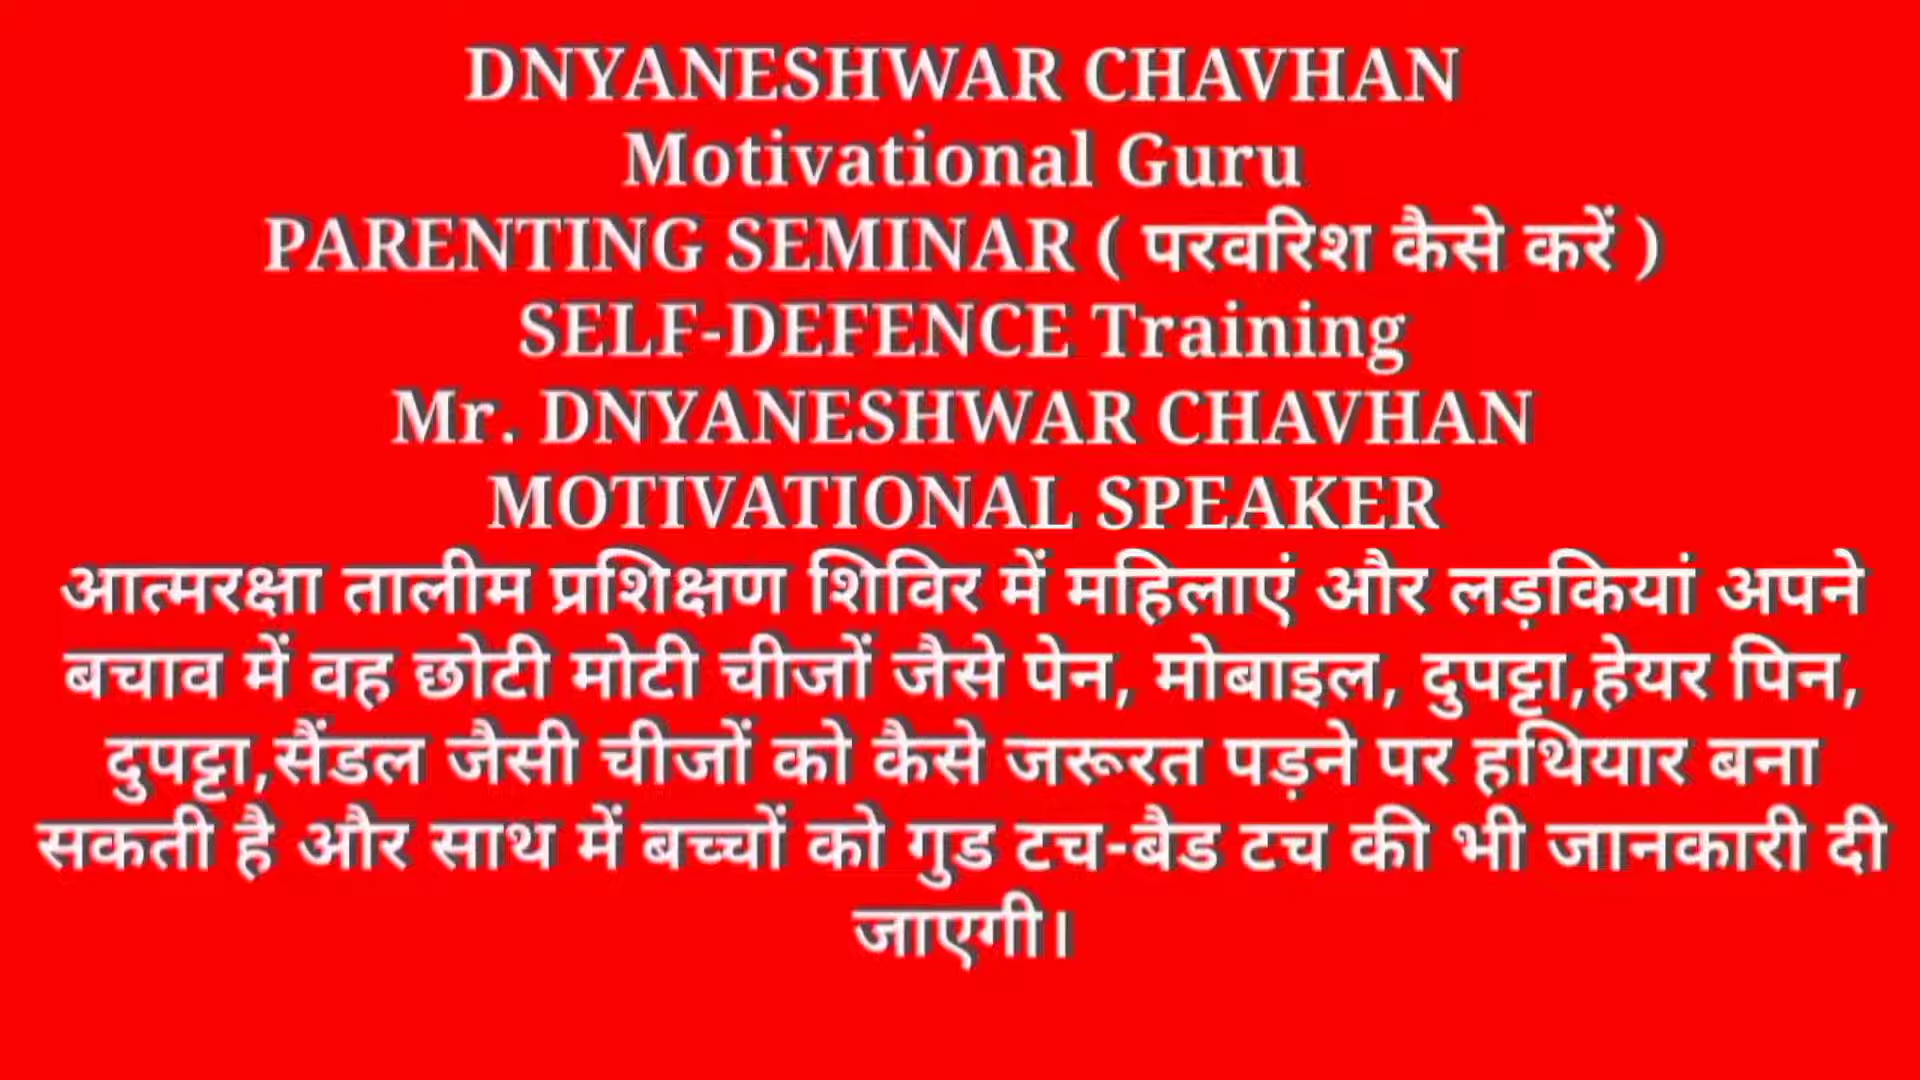 DNYANESHWAR CHAVHAN
Motivational Guru
PARENTING SEMINAR ( परवरिश कैसे करें )
SELF-DEFENCE Training
Mr. DNYANESHWAR CHAVHAN
MOTIVATIONAL SPEAKER
आत्मरक्षा तालीम प्रशिक्षण शिविर में महिलाएं और लड़कियां अपने
बचाव में वह छोटी मोटी चीजों जैसे पेन, मोबाइल, दुपट्टा,हेयर पिन,
दुपट्टा,सैंडल जैसी चीजों को कैसे जरूरत पड़ने पर हथियार बना
सकती है और साथ में बच्चों को गुड टच-बैड टच की भी जानकारी दी
जाएगी।